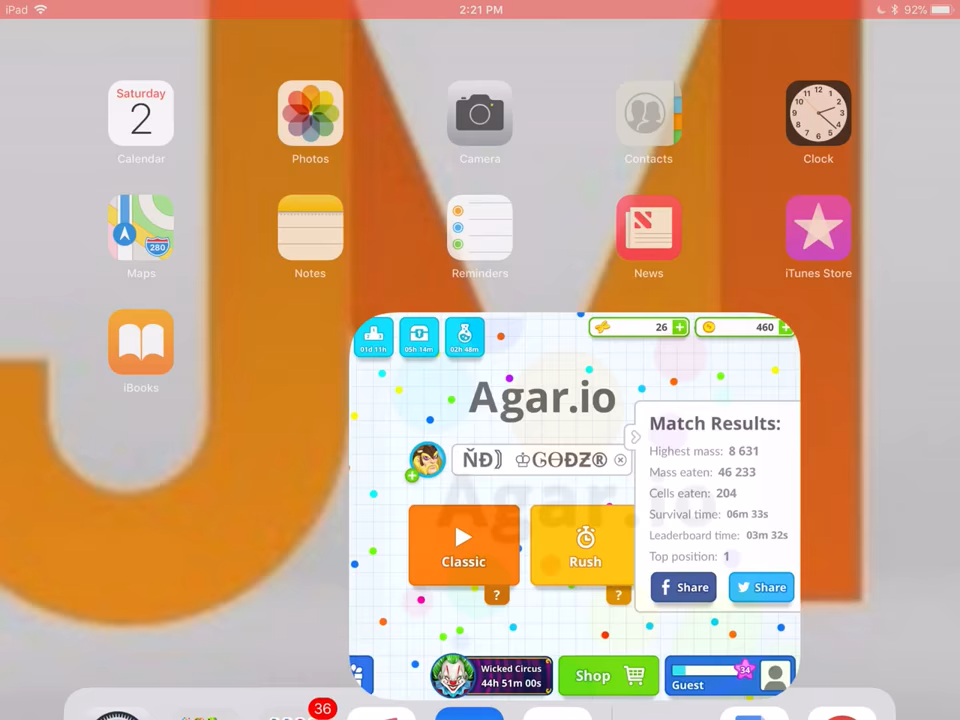 iPad
2:21 PM
92%
Saturday
2
Calendar
Photos
Camera
Contacts
Clock
280
Maps
Notes
Reminders
News
iTunes Store
iBooks
01d 11h
05h 14m
02h 48m
26
460
Agar.io
ŇĐ⦘ ♔GӨĐƵ®
Classic
Rush
?
?
Match Results:
Highest mass: 8 631
Mass eaten: 46 233
Cells eaten: 204
Survival time: 06m 33s
Leaderboard time: 03m 32s
Top position: 1
Share
Share
Wicked Circus
44h 51m 00s
Shop
34
Guest
36